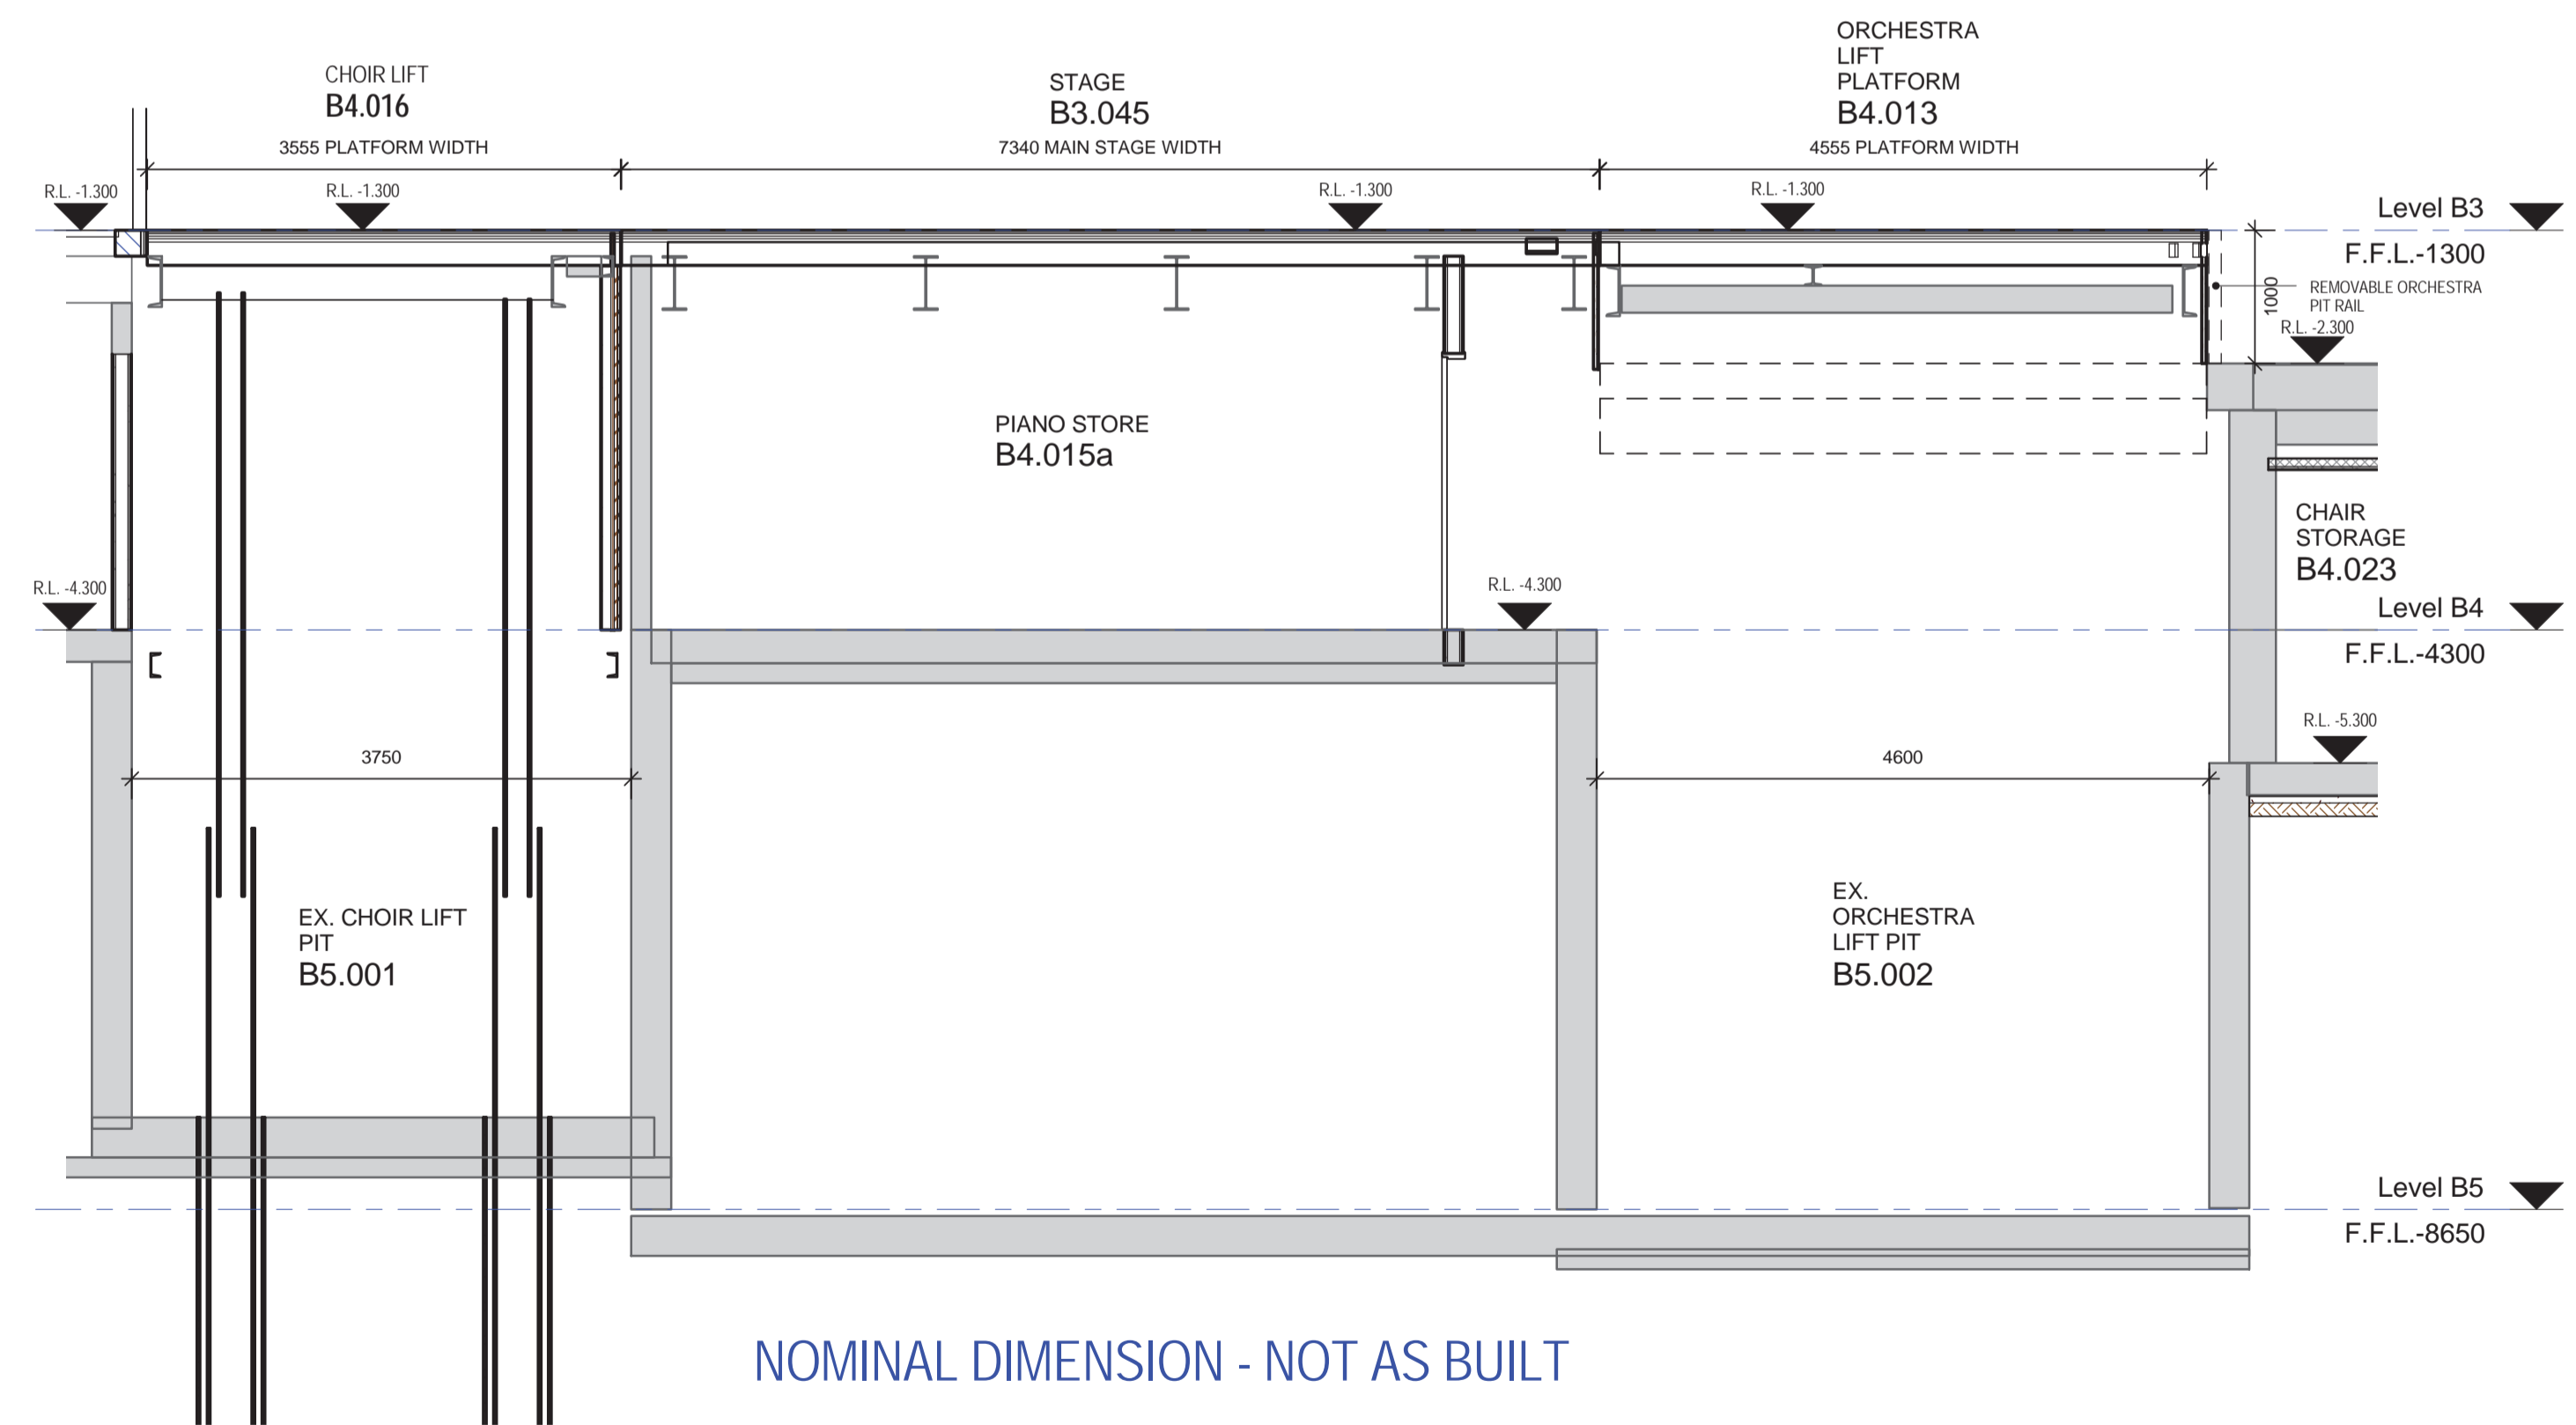 CHOIR LIFT
B4.016
3555 PLATFORM WIDTH
STAGE
B3.045
7340 MAIN STAGE WIDTH
ORCHESTRA
LIFT
PLATFORM
B4.013
4555 PLATFORM WIDTH
R.L. -1.300
R.L. -1.300
R.L. -1.300
R.L. -1.300
Level B3
F.F.L.-1300
1000
REMOVABLE ORCHESTRA
PIT RAIL
R.L. -2.300
PIANO STORE
B4.015a
CHAIR
STORAGE
B4.023
R.L. -4.300
R.L. -4.300
Level B4
F.F.L.-4300
R.L. -5.300
3750
4600
EX. CHOIR LIFT
PIT
B5.001
EX.
ORCHESTRA
LIFT PIT
B5.002
Level B5
F.F.L.-8650
NOMINAL DIMENSION - NOT AS BUILT